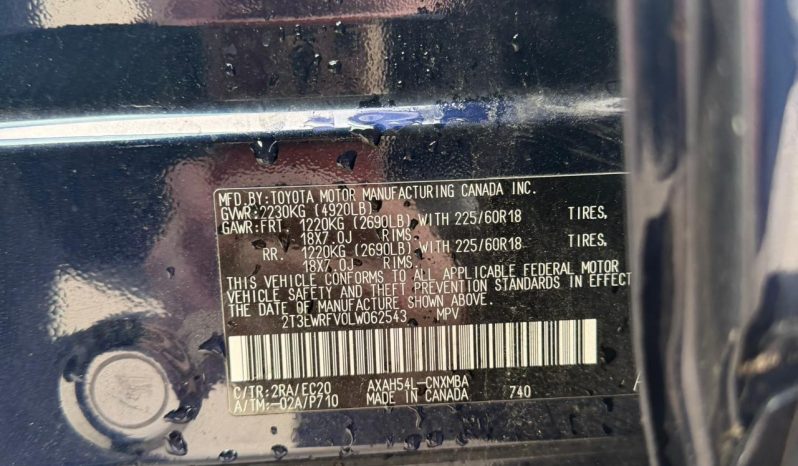 MFD.BY:TOYOTA MOTOR MANUFACTURING CANADA INC.
GVWR:2230KG (4920LB)
GAWR:FRT 1220KG (2690LB) WITH 225/60R18 TIRES,
18X7.0J RIMS
RR. 1220KG (2690LB) WITH 225/60R18 TIRES,
18X7.0J RIMS
THIS VEHICLE CONFORMS TO ALL APPLICABLE FEDERAL MOTOR
VEHICLE SAFETY AND THEFT PREVENTION STANDARDS IN EFFECT
THE DATE OF MANUFACTURE SHOWN ABOVE.
2T3EWRFV0LW062543 MPV
C/TR:2RA/EC20 AXAH54L-CNXMBA
A/TM:-02A/P710 MADE IN CANADA 740